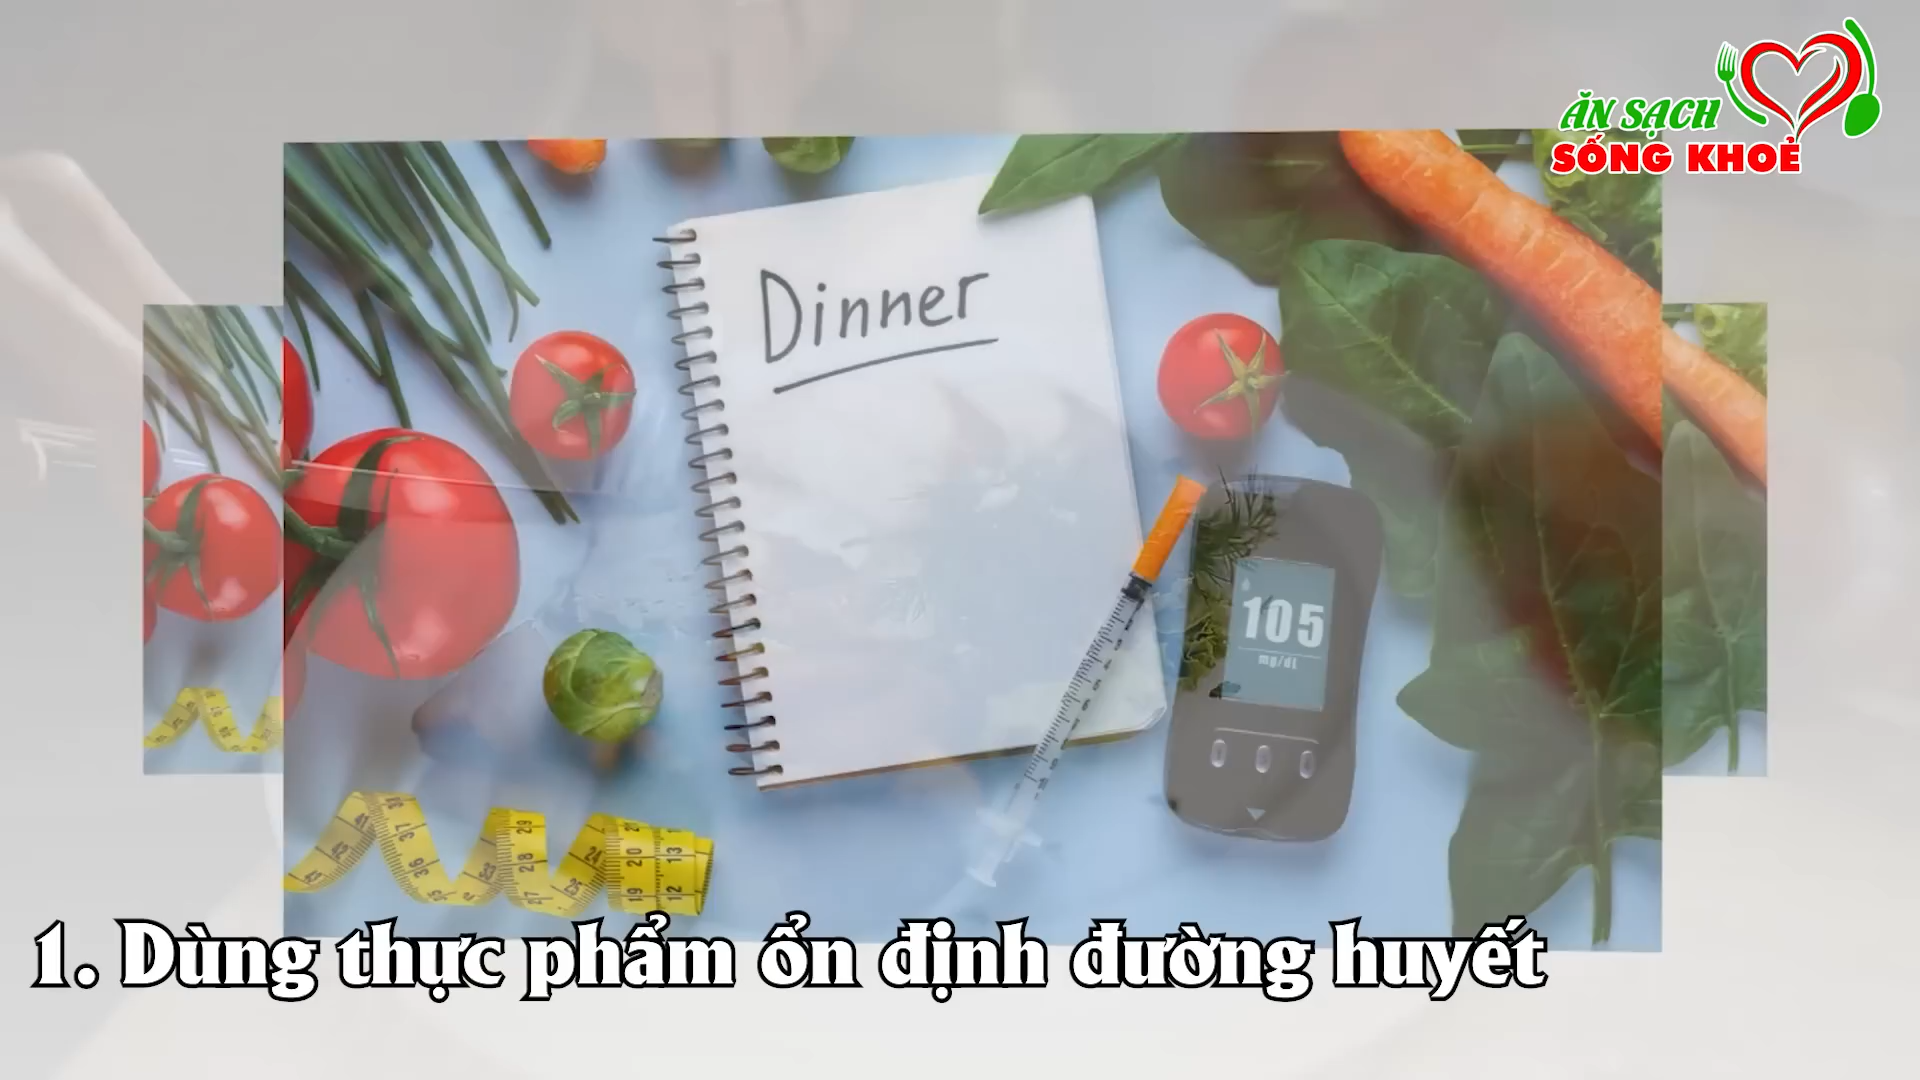 ĂN SẠCH
SỐNG KHOẺ
Dinner
105
mg/dL
1. Dùng thực phẩm ổn định đường huyết